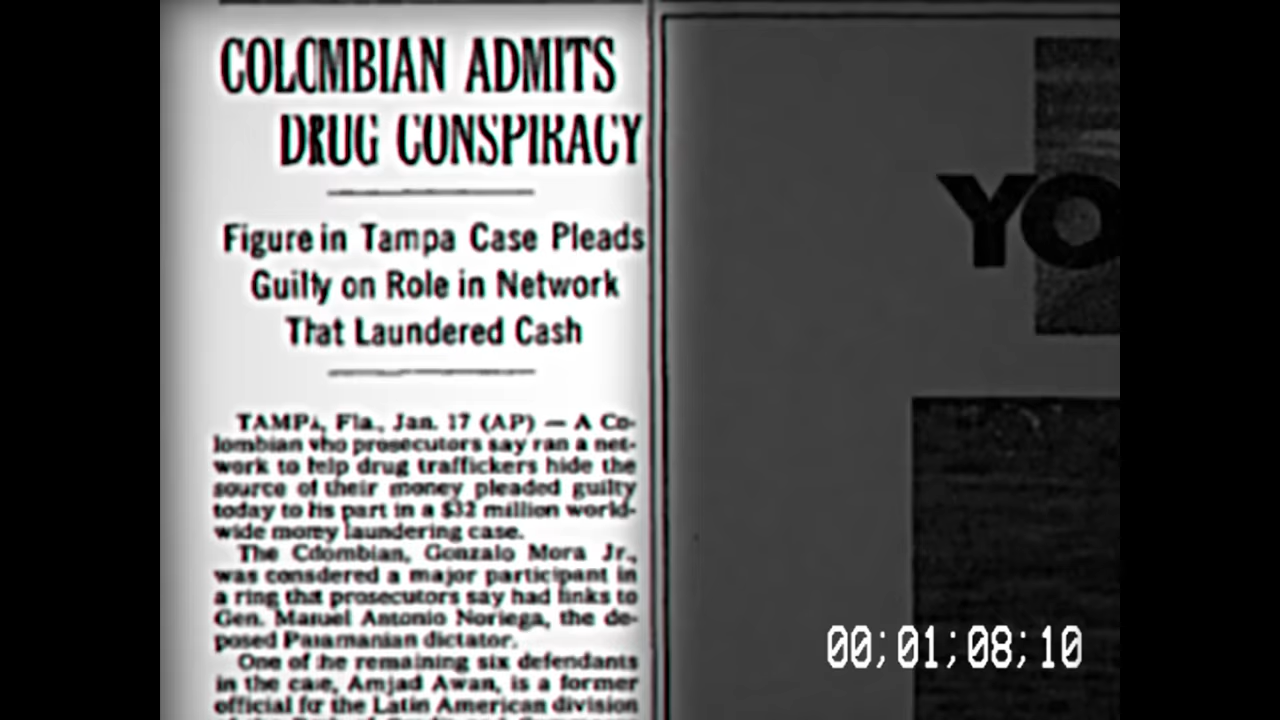 COLOMBIAN ADMITS
DRUG CONSPIRACY
Figure in Tampa Case Pleads
Guilty on Role in Network
That Laundered Cash
TAMPA, Fla., Jan. 17 (AP) — A Co-
lombian who prosecutors say ran a net-
work to help drug traffickers hide the
source of their money pleaded guilty
today to his part in a $32 million world-
wide money laundering case.
The Colombian, Gonzalo Mora Jr.,
was considered a major participant in
a ring that prosecutors say had links to
Gen. Manuel Antonio Noriega, the de-
posed Panamanian dictator.
One of the remaining six defendants
in the case, Amjad Awan, is a former
official for the Latin American division
YO
00;01;08;10